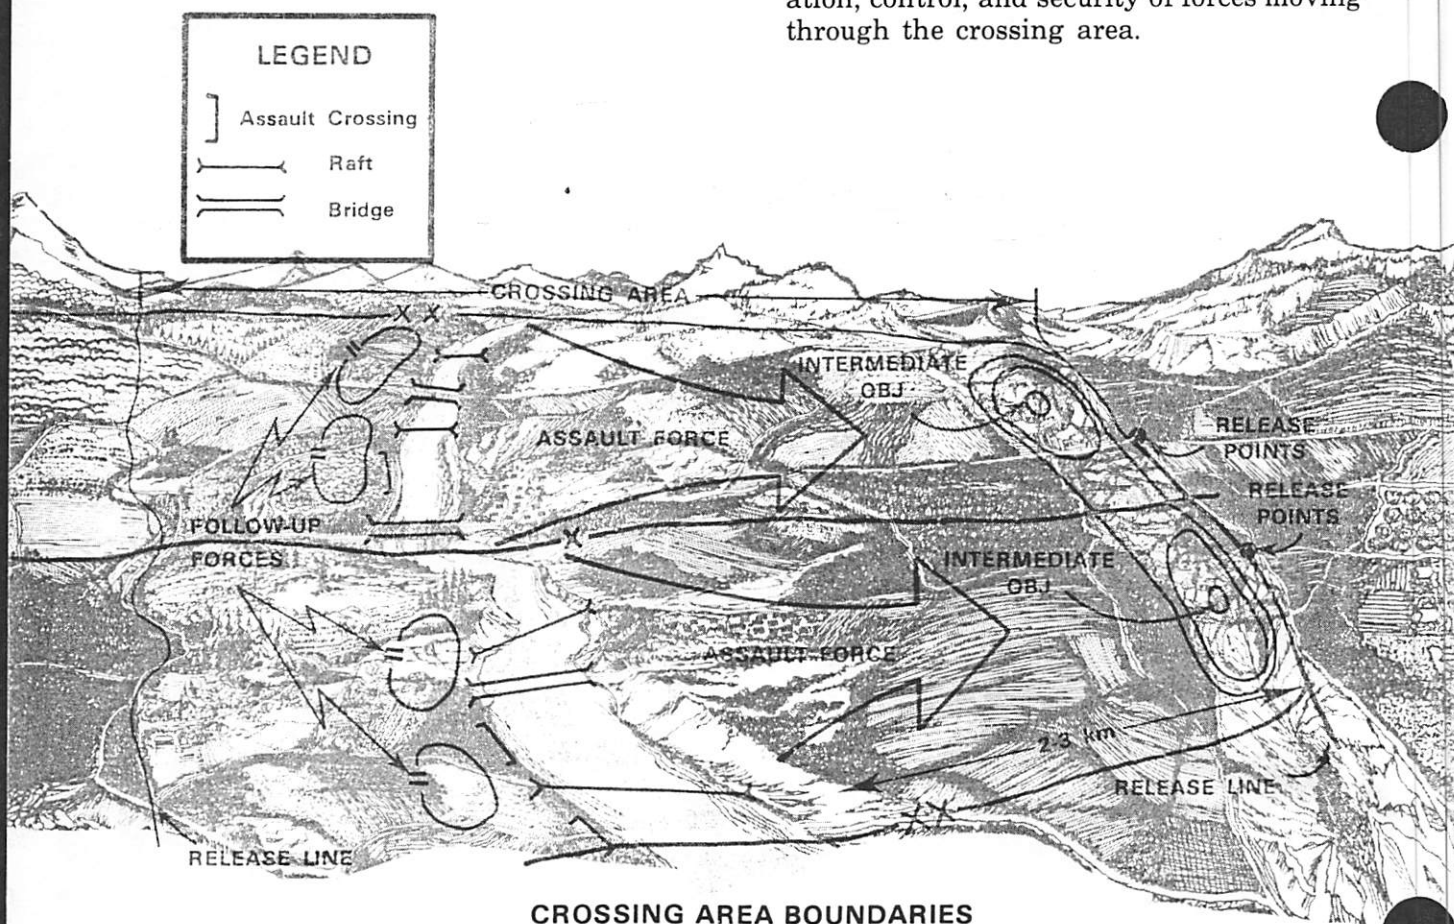 ation, control, and security of forces moving
through the crossing area.
LEGEND
Assault Crossing
Raft
Bridge
CROSSING AREA
XX
INTERMEDIATE
OBJ
ASSAULT FORCE
RELEASE
POINTS
RELEASE
POINTS
FOLLOW-UP
FORCES
X
INTERMEDIATE
OBJ
ASSAULT FORCE
2-3 km
RELEASE LINE
XX
RELEASE LINE
CROSSING AREA BOUNDARIES